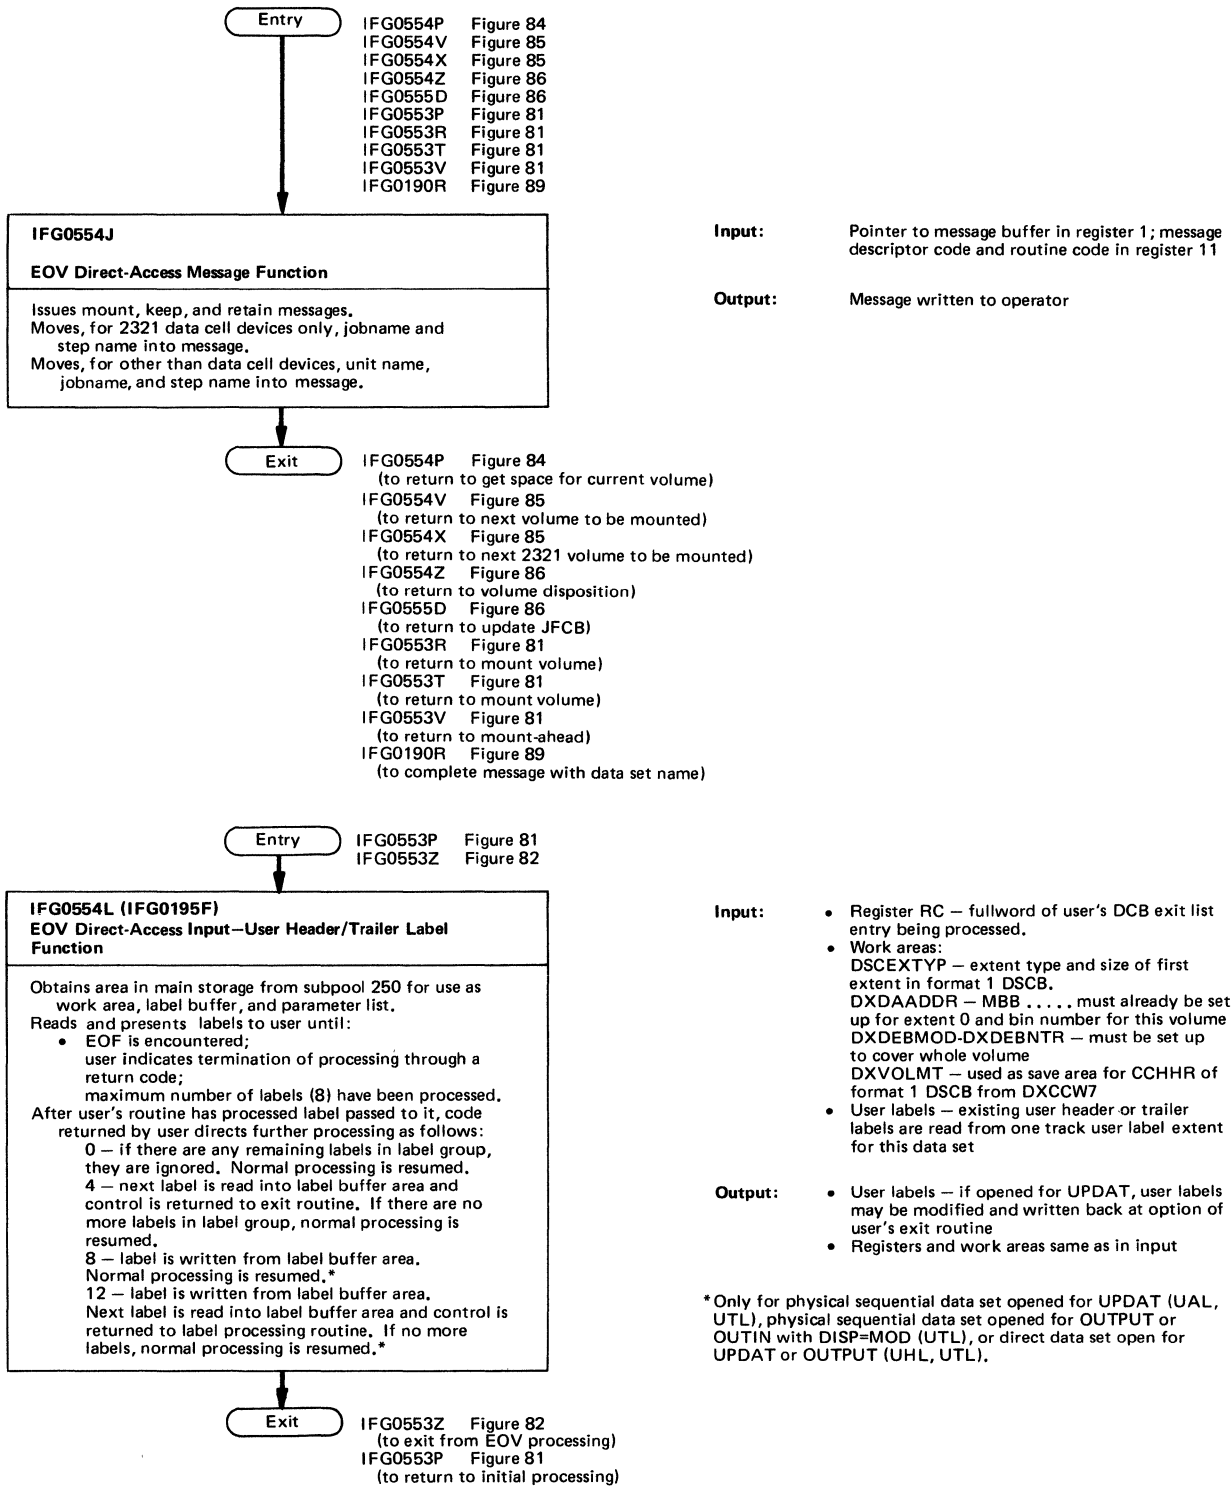 Entry
IFG0554P Figure 84
IFG0554V Figure 85
IFG0554X Figure 85
IFG0554Z Figure 86
IFG0555D Figure 86
IFG0553P Figure 81
IFG0553R Figure 81
IFG0553T Figure 81
IFG0553V Figure 81
IFG0190R Figure 89
IFG0554J
EOV Direct-Access Message Function
Issues mount, keep, and retain messages.
Moves, for 2321 data cell devices only, jobname and
step name into message.
Moves, for other than data cell devices, unit name,
jobname, and step name into message.
Input: Pointer to message buffer in register 1; message
descriptor code and routine code in register 11
Output: Message written to operator
Exit
IFG0554P Figure 84
(to return to get space for current volume)
IFG0554V Figure 85
(to return to next volume to be mounted)
IFG0554X Figure 85
(to return to next 2321 volume to be mounted)
IFG0554Z Figure 86
(to return to volume disposition)
IFG0555D Figure 86
(to return to update JFCB)
IFG0553R Figure 81
(to return to mount volume)
IFG0553T Figure 81
(to return to mount volume)
IFG0553V Figure 81
(to return to mount-ahead)
IFG0190R Figure 89
(to complete message with data set name)
Entry
IFG0553P Figure 81
IFG0553Z Figure 82
IFG0554L (IFG0195F)
EOV Direct-Access Input—User Header/Trailer Label
Function
Obtains area in main storage from subpool 250 for use as
work area, label buffer, and parameter list.
Reads and presents labels to user until:
• EOF is encountered;
user indicates termination of processing through a
return code;
maximum number of labels (8) have been processed.
After user's routine has processed label passed to it, code
returned by user directs further processing as follows:
0 — if there are any remaining labels in label group,
they are ignored. Normal processing is resumed.
4 — next label is read into label buffer area and
control is returned to exit routine. If there are no
more labels in label group, normal processing is
resumed.
8 — label is written from label buffer area.
Normal processing is resumed.*
12 — label is written from label buffer area.
Next label is read into label buffer area and control is
returned to label processing routine. If no more
labels, normal processing is resumed.*
Input: • Register RC — fullword of user's DCB exit list
entry being processed.
• Work areas:
DSCEXTYP — extent type and size of first
extent in format 1 DSCB.
DXDAADDR — MBB ..... must already be set
up for extent 0 and bin number for this volume
DXDEBMOD-DXDEBNTR — must be set up
to cover whole volume
DXVOLMT — used as save area for CCHHR of
format 1 DSCB from DXCCW7
• User labels — existing user header or trailer
labels are read from one track user label extent
for this data set
Output: • User labels — if opened for UPDAT, user labels
may be modified and written back at option of
user's exit routine
• Registers and work areas same as in input
*Only for physical sequential data set opened for UPDAT (UAL,
UTL), physical sequential data set opened for OUTPUT or
OUTIN with DISP=MOD (UTL), or direct data set open for
UPDAT or OUTPUT (UHL, UTL).
Exit
IFG0553Z Figure 82
(to exit from EOV processing)
IFG0553P Figure 81
(to return to initial processing)